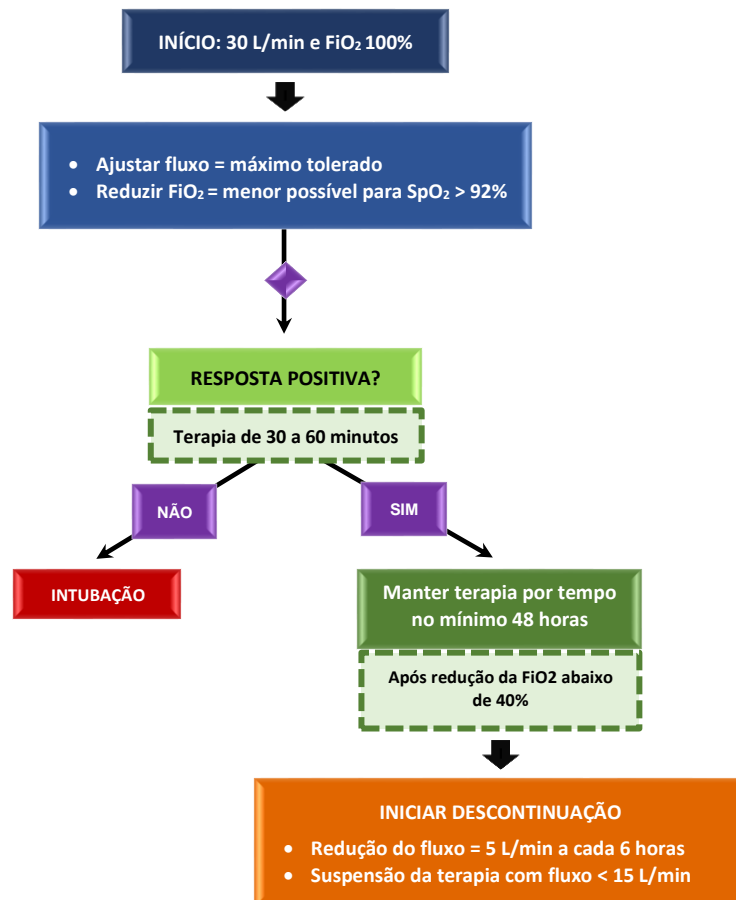 INÍCIO: 30 L/min e FiO₂ 100%
• Ajustar fluxo = máximo tolerado
• Reduzir FiO₂ = menor possível para SpO₂ > 92%
RESPOSTA POSITIVA?
Terapia de 30 a 60 minutos
NÃO
SIM
INTUBAÇÃO
Manter terapia por tempo
no mínimo 48 horas
Após redução da FiO2 abaixo
de 40%
INICIAR DESCONTINUAÇÃO
• Redução do fluxo = 5 L/min a cada 6 horas
• Suspensão da terapia com fluxo < 15 L/min